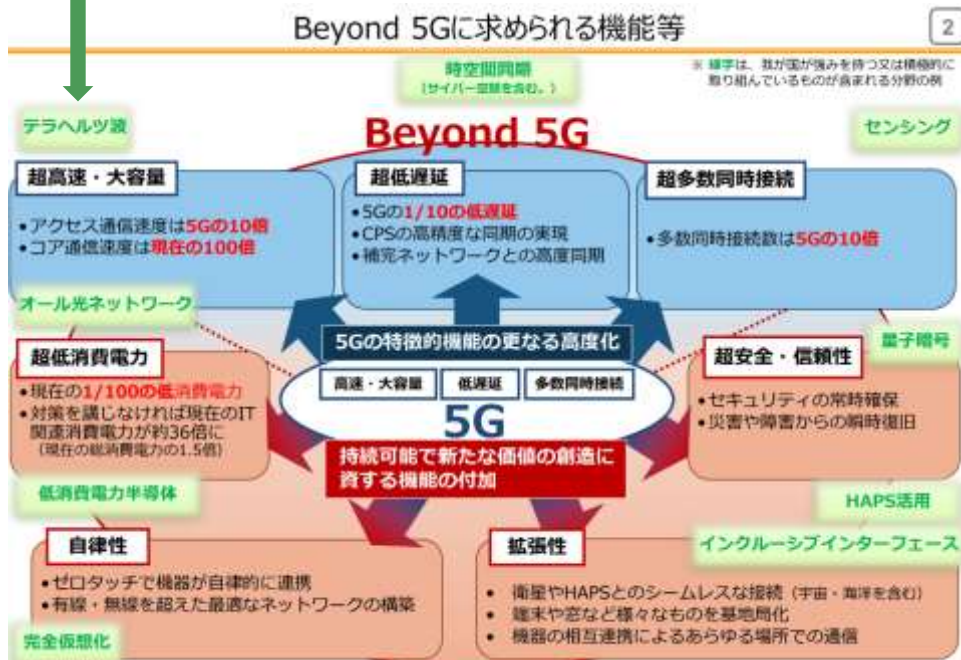 Beyond 5Gに求められる機能等
2
※ 緑字は、我が国が強みを持つ又は積極的に
取り組んでいるものが含まれる分野の例
時空間同期
(サイバー空間を含む。)
テラヘルツ波
Beyond 5G
センシング
超高速・大容量
•アクセス通信速度は5Gの10倍
•コア通信速度は現在の100倍
超低遅延
•5Gの1/10の低遅延
•CPSの高精度な同期の実現
•補完ネットワークとの高度同期
超多数同時接続
•多数同時接続数は5Gの10倍
オール光ネットワーク
5Gの特徴的機能の更なる高度化
量子暗号
超低消費電力
•現在の1/100の低消費電力
•対策を講じなければ現在のIT
関連消費電力が約36倍に
(現在の総消費電力の1.5倍)
高速・大容量
低遅延
多数同時接続
5G
超安全・信頼性
•セキュリティの常時確保
•災害や障害からの瞬時復旧
持続可能で新たな価値の創造に
資する機能の付加
低消費電力半導体
HAPS活用
インクルーシブインターフェース
自律性
•ゼロタッチで機器が自律的に連携
•有線・無線を超えた最適なネットワークの構築
完全仮想化
拡張性
• 衛星やHAPSとのシームレスな接続(宇宙・海洋を含む)
• 端末や窓など様々なものを基地局化
• 機器の相互連携によるあらゆる場所での通信